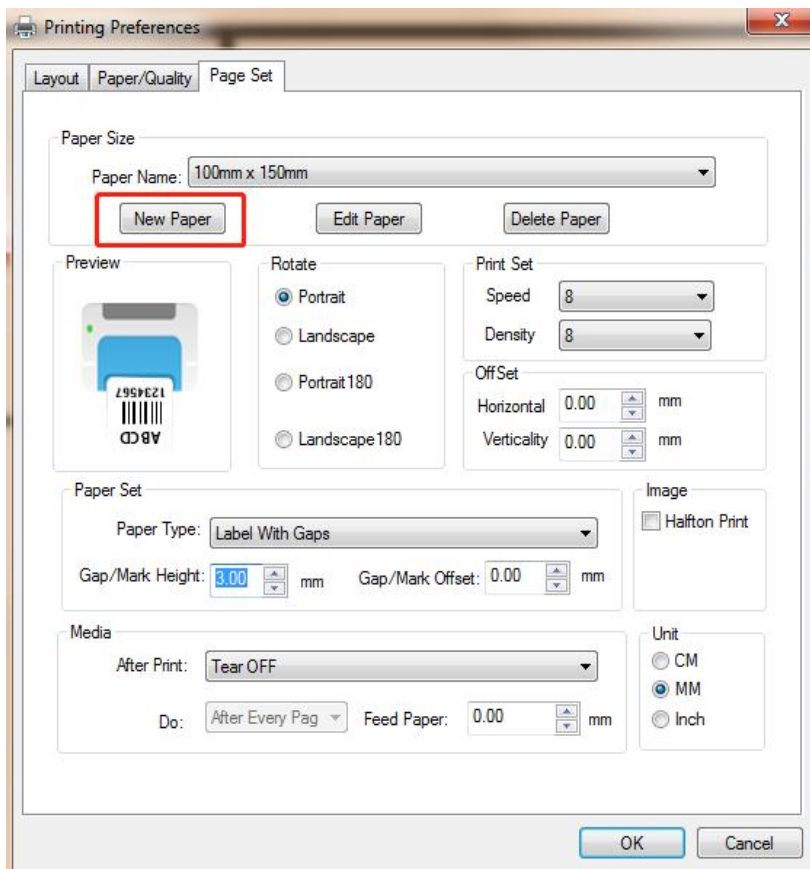 Printing Preferences
Layout Paper/Quality Page Set
Paper Size
Paper Name: 100mm x 150mm
New Paper Edit Paper Delete Paper
Preview
1234567
ABCD
Rotate
Portrait
Landscape
Portrait180
Landscape180
Print Set
Speed 8
Density 8
OffSet
Horizontal 0.00 mm
Verticality 0.00 mm
Paper Set
Paper Type: Label With Gaps
Gap/Mark Height: 3.00 mm Gap/Mark Offset: 0.00 mm
Image
Halfton Print
Media
After Print: Tear OFF
Do: After Every Pag Feed Paper: 0.00 mm
Unit
CM
MM
Inch
OK Cancel